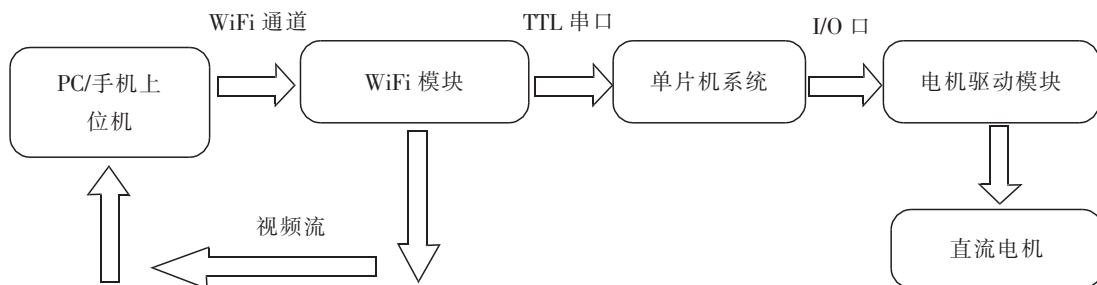 WiFi 通道
TTL 串口
I/O 口
PC/手机上
位机
WiFi 模块
单片机系统
电机驱动模块
视频流
直流电机